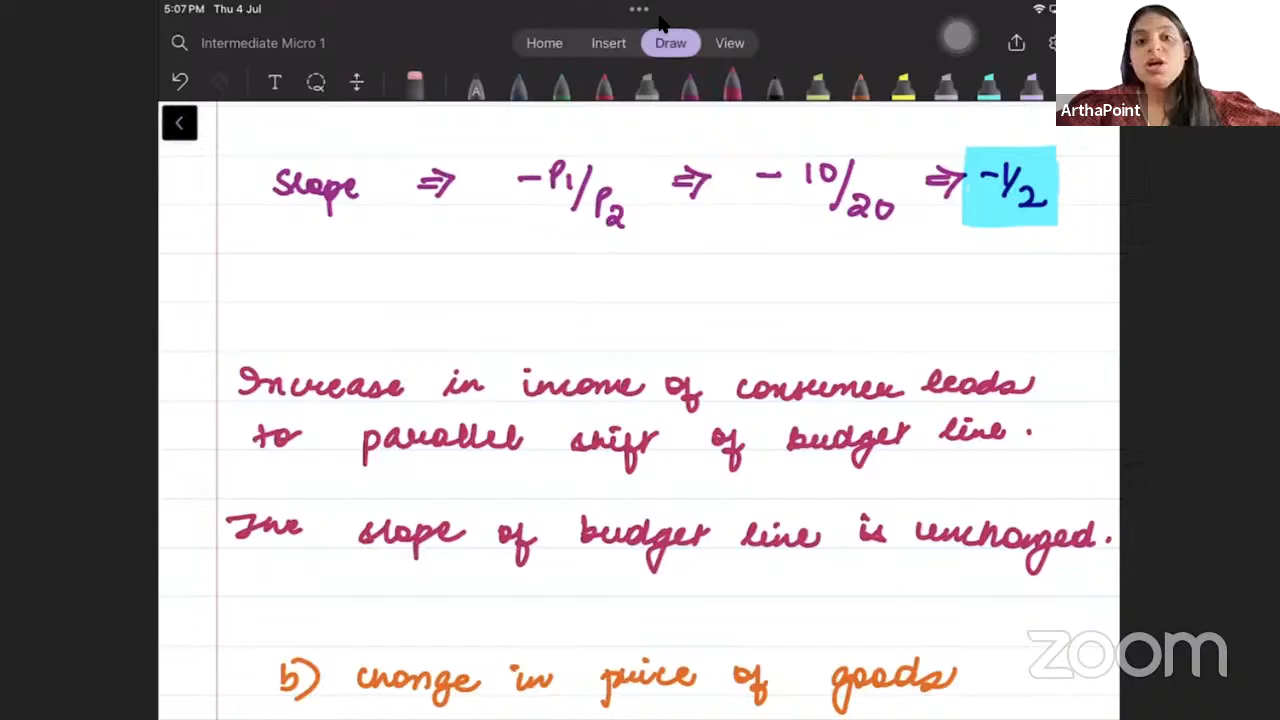 5:07 PM Thu 4 Jul
Intermediate Micro 1
Home Insert Draw View
ArthaPoint
Slope ⇒ -P1/P2 ⇒ - 10/20 ⇒ -1/2
Increase in income of consumer leads
to parallel shift of budget line.
The slope of budget line is unchanged.
zoom
b) change in price of goods